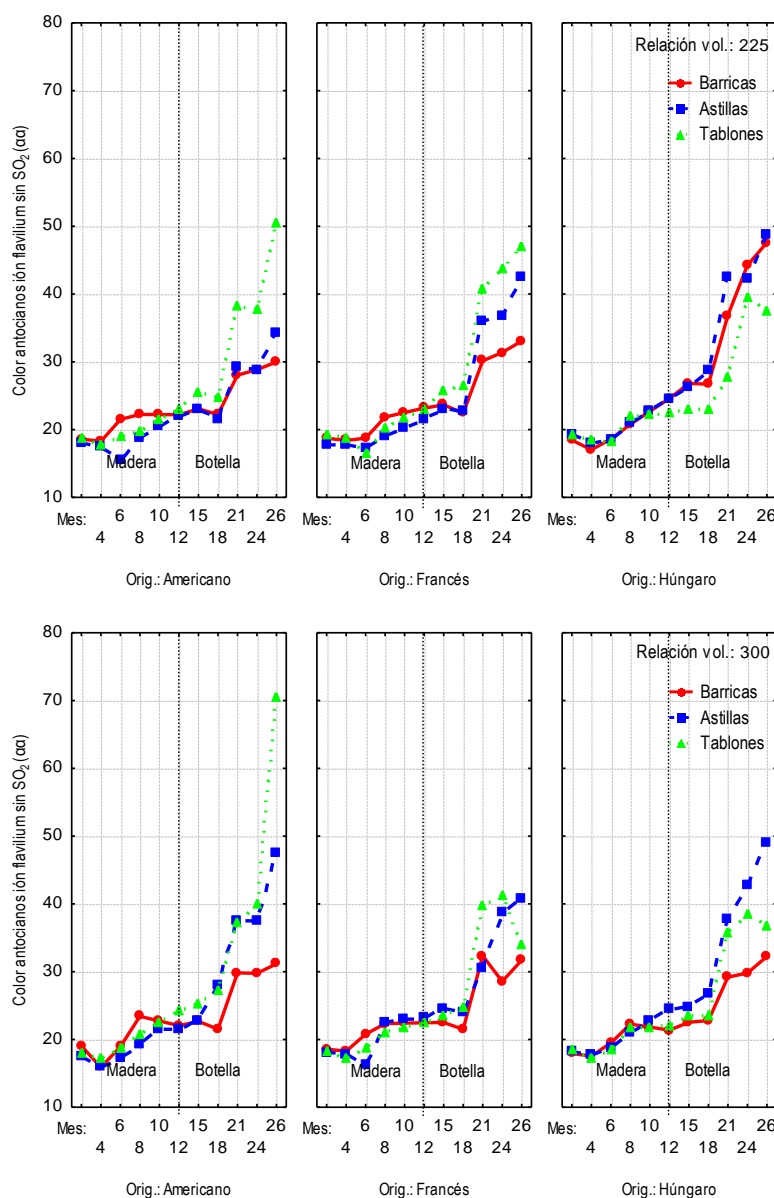 80
70
60
50
40
30
20
10
Color antocianos ión flavilium sin SO2 (αα)
Relación vol.: 225
Barricas
Astillas
Tablones
Madera Botella Madera Botella Madera Botella
Mes: 6 10 15 21 26 Mes: 6 10 15 21 26 Mes: 6 10 15 21 26
4 8 12 18 24 4 8 12 18 24 4 8 12 18 24
Orig.: Americano Orig.: Francés Orig.: Húngaro
80
70
60
50
40
30
20
10
Color antocianos ión flavilium sin SO2 (αα)
Relación vol.: 300
Barricas
Astillas
Tablones
Madera Botella Madera Botella Madera Botella
Mes: 6 10 15 21 26 Mes: 6 10 15 21 26 Mes: 6 10 15 21 26
4 8 12 18 24 4 8 12 18 24 4 8 12 18 24
Orig.: Americano Orig.: Francés Orig.: Húngaro